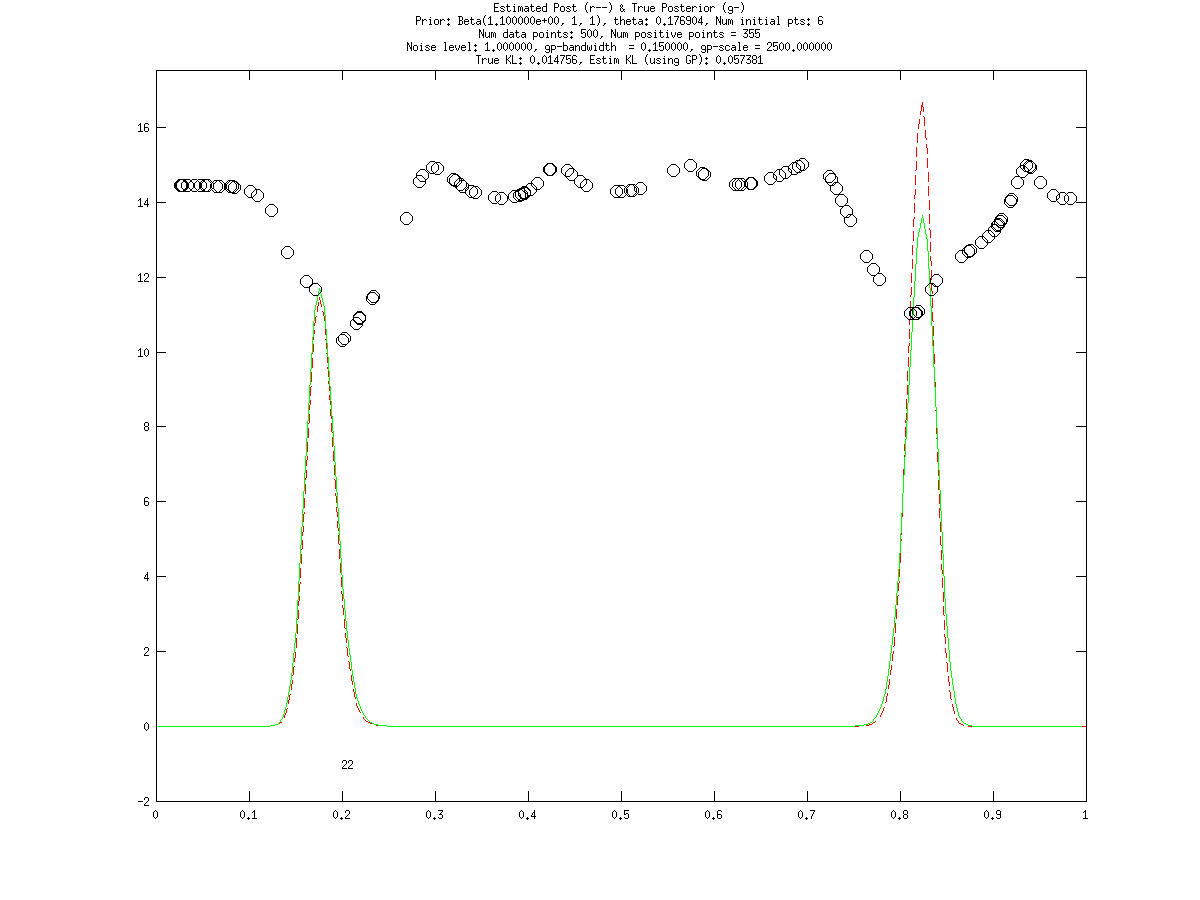 Estimated Post (r--) & True Posterior (g-)
Prior: Beta(1.100000e+00, 1, 1), theta: 0.176904, Num initial pts: 6
Num data points: 500, Num positive points = 355
Noise level: 1.000000, gp-bandwidth  = 0.150000, gp-scale = 2500.000000
True KL: 0.014756, Estim KL (using GP): 0.057381
16
14
12
10
8
6
4
2
0
22
-2
0 0.1 0.2 0.3 0.4 0.5 0.6 0.7 0.8 0.9 1